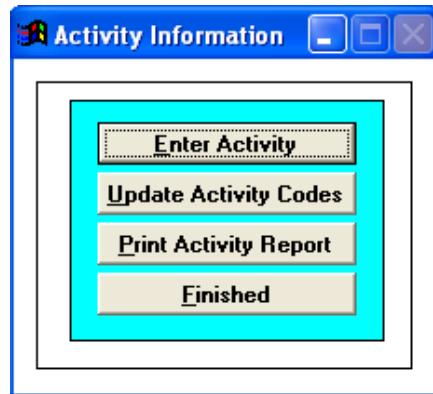 Activity Information
Enter Activity
Update Activity Codes
Print Activity Report
Finished